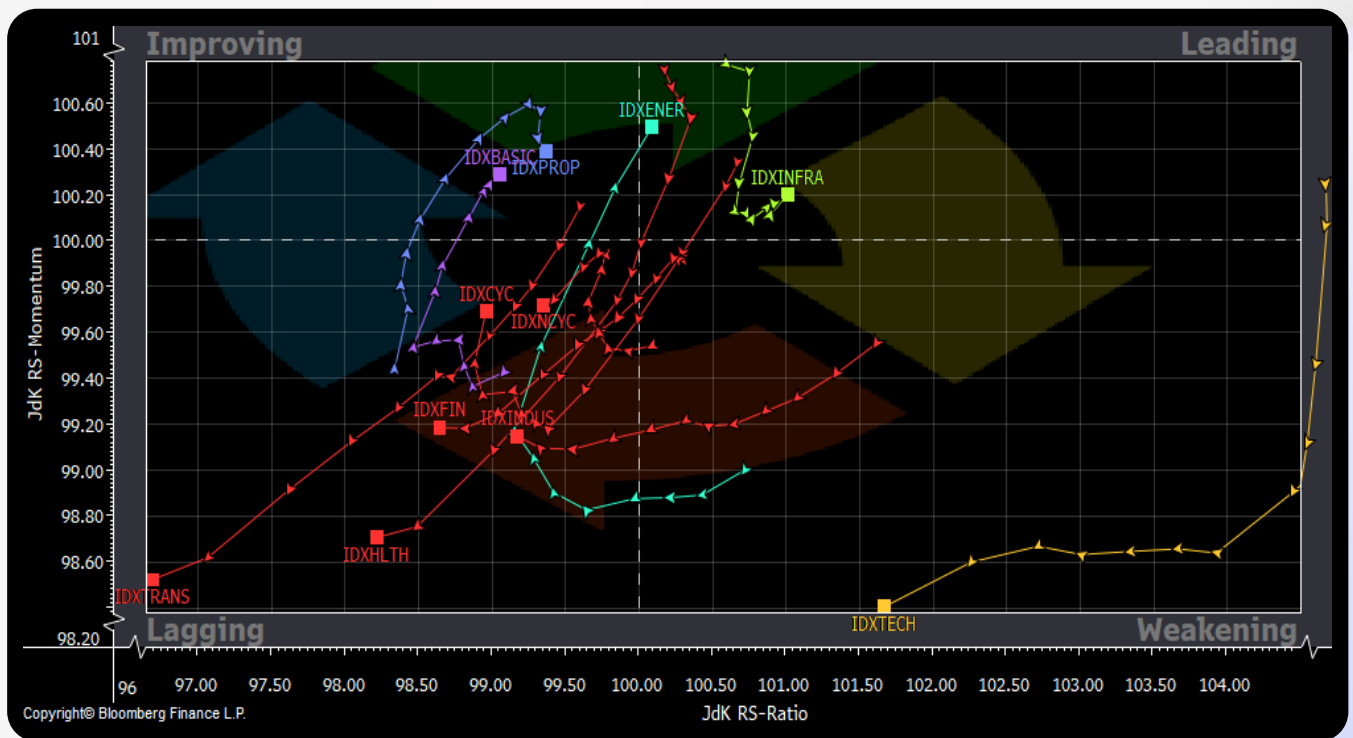 101
Improving
Leading
100.60
IDXENER
100.40
IDXBASIC
IDXPROP
100.20
IDXINFRA
100.00
99.80
IDXCYC
IDXNCYC
99.60
99.40
IDXFIN
IDXINDUS
99.20
99.00
98.80
IDXHLTH
98.60
IDXTRANS
IDXTECH
98.20
Lagging
Weakening
JdK RS-Momentum
96
97.00
97.50
98.00
98.50
99.00
99.50
100.00
100.50
101.00
101.50
102.00
102.50
103.00
103.50
104.00
JdK RS-Ratio
Copyright© Bloomberg Finance L.P.